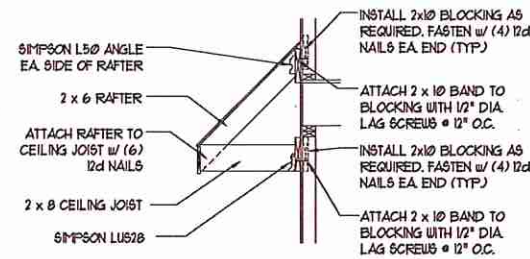 SIMPSON L50 ANGLE
EA. SIDE OF RAFTER
2 x 6 RAFTER
ATTACH RAFTER TO
CEILING JOIST w/ (6)
12d NAILS
2 x 8 CEILING JOIST
SIMPSON LUS28
INSTALL 2x10 BLOCKING AS
REQUIRED. FASTEN w/ (4) 12d
NAILS EA. END (TYP.)
ATTACH 2 x 10 BAND TO
BLOCKING WITH 1/2" DIA.
LAG SCREWS @ 12" O.C.
INSTALL 2x10 BLOCKING AS
REQUIRED. FASTEN w/ (4) 12d
NAILS EA. END (TYP.)
ATTACH 2 x 10 BAND TO
BLOCKING WITH 1/2" DIA.
LAG SCREWS @ 12" O.C.